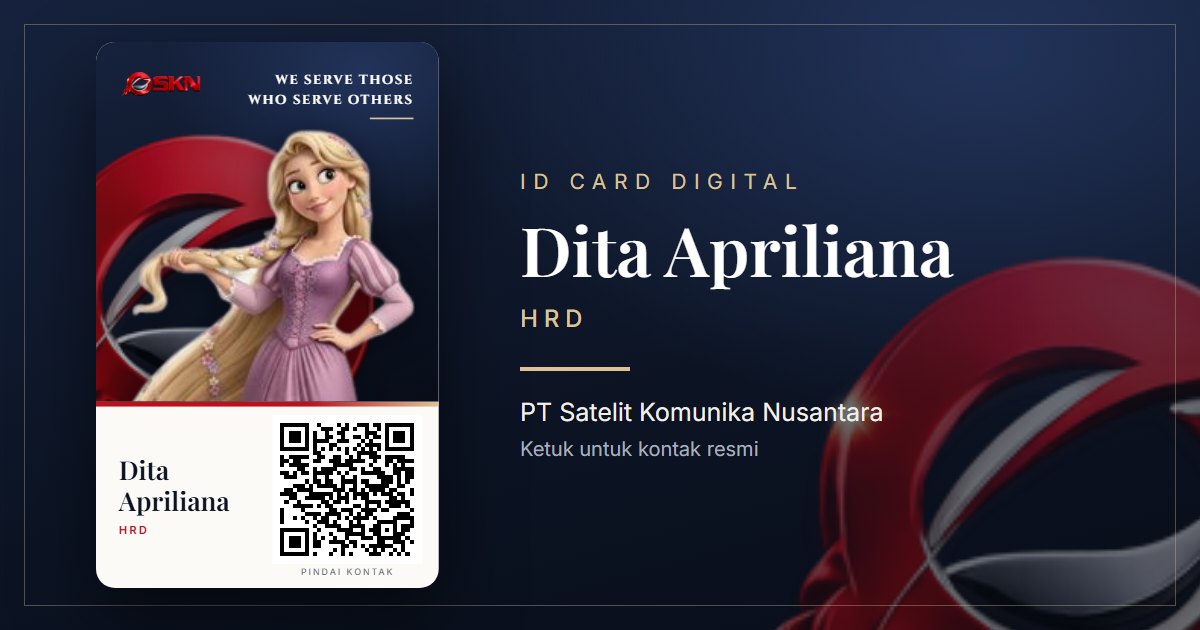 SKN
WE SERVE THOSE
WHO SERVE OTHERS
Dita
Apriliana
HRD
PINDAI KONTAK
ID CARD DIGITAL
Dita Apriliana
HRD
PT Satelit Komunika Nusantara
Ketuk untuk kontak resmi